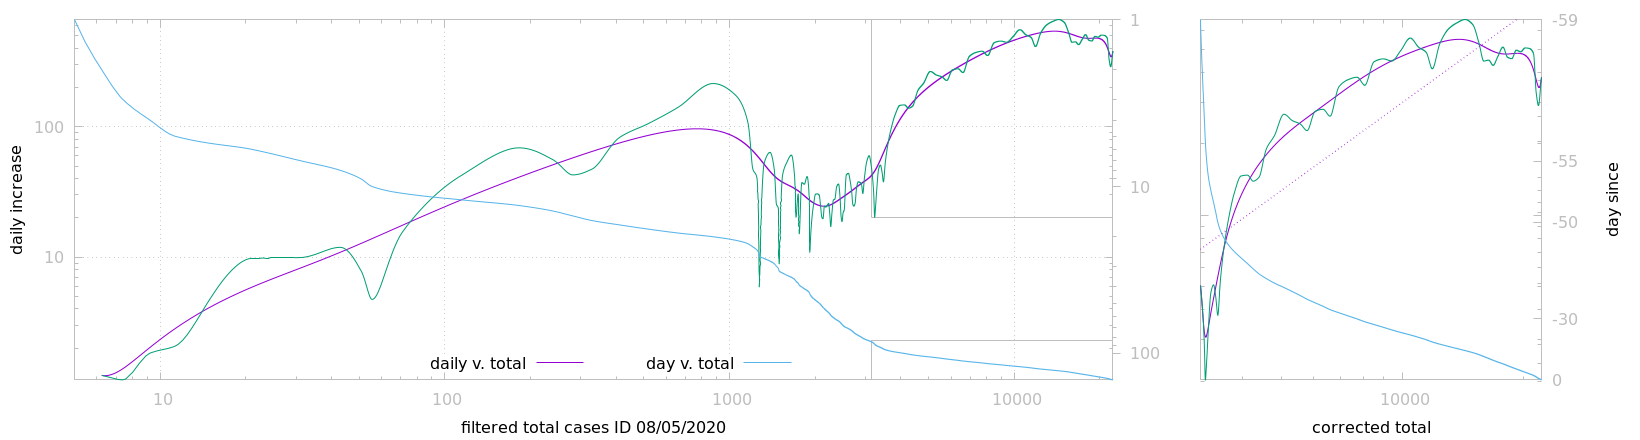 daily increase
100
10
daily v. total
day v. total
10
100
1000
10000
filtered total cases ID 08/05/2020
1
10
100
10000
corrected total
-59
-55
-50
-30
0
day since